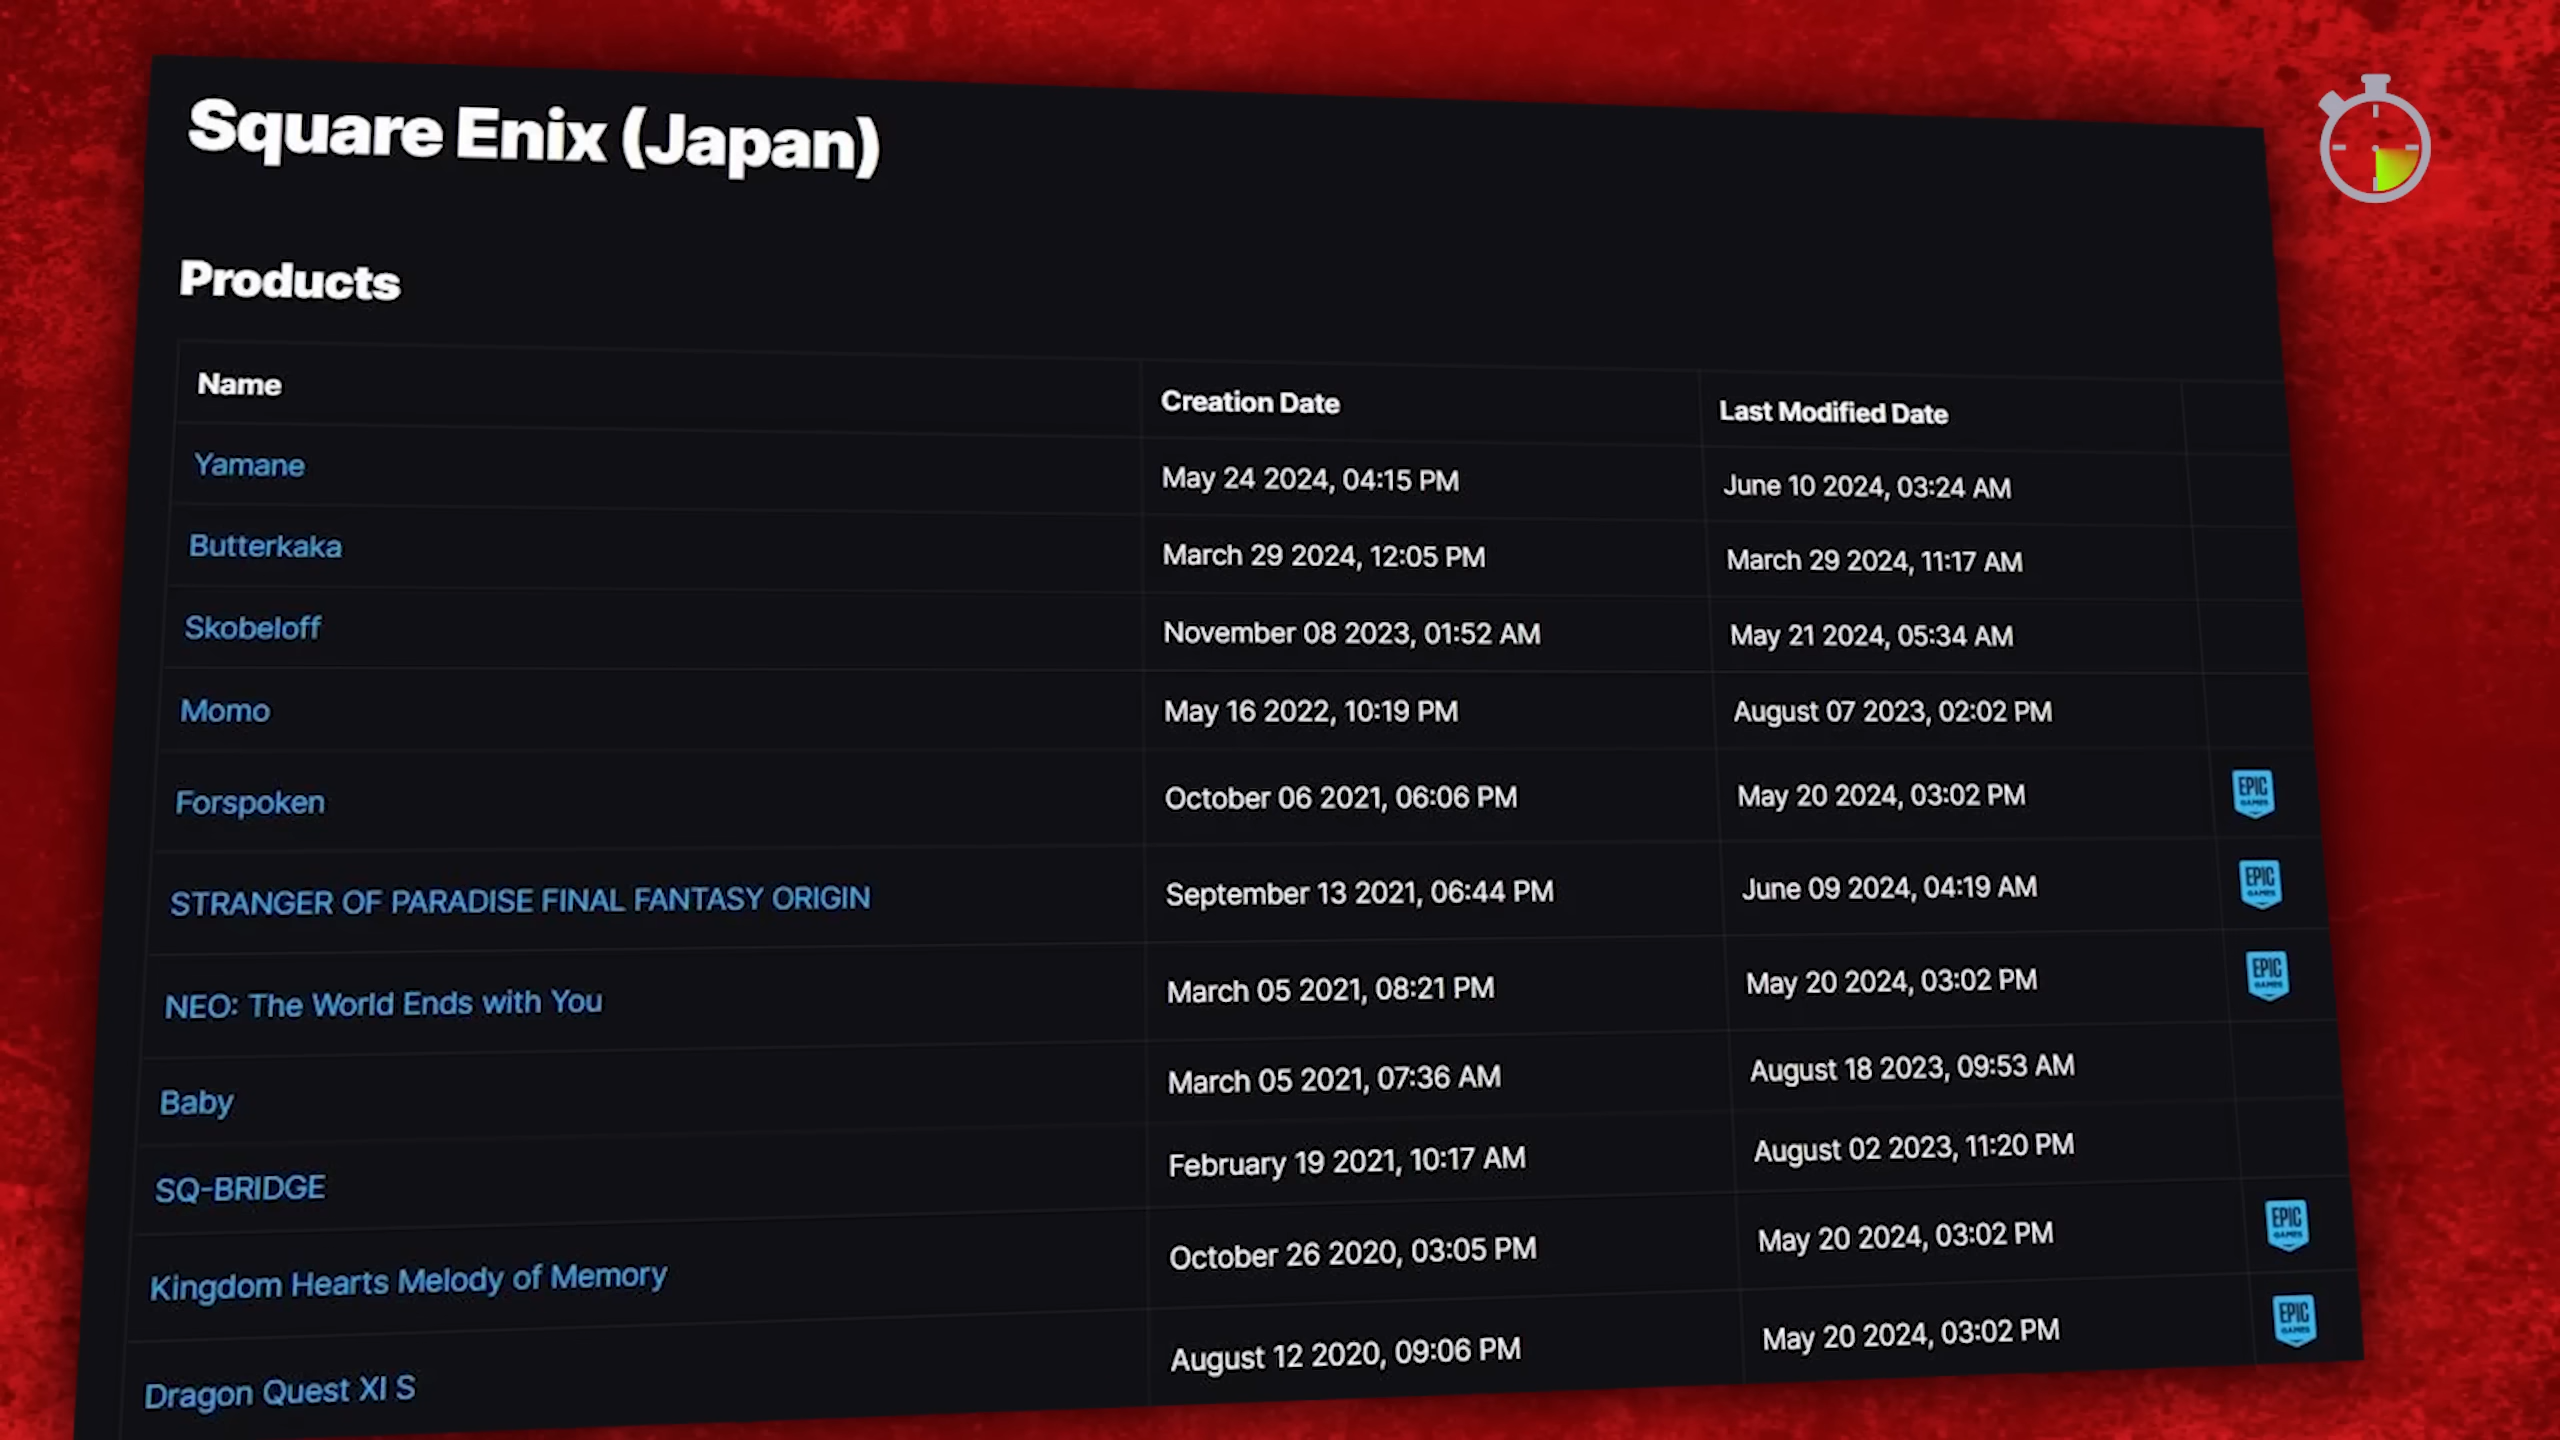 Square Enix (Japan)
Products
Name Creation Date Last Modified Date
Yamane May 24 2024, 04:15 PM June 10 2024, 03:24 AM
Butterkaka March 29 2024, 12:05 PM March 29 2024, 11:17 AM
Skobeloff November 08 2023, 01:52 AM May 21 2024, 05:34 AM
Momo May 16 2022, 10:19 PM August 07 2023, 02:02 PM
Forspoken October 06 2021, 06:06 PM May 20 2024, 03:02 PM EPIC GAMES
STRANGER OF PARADISE FINAL FANTASY ORIGIN September 13 2021, 06:44 PM June 09 2024, 04:19 AM EPIC GAMES
NEO: The World Ends with You March 05 2021, 08:21 PM May 20 2024, 03:02 PM EPIC GAMES
Baby March 05 2021, 07:36 AM August 18 2023, 09:53 AM
SQ-BRIDGE February 19 2021, 10:17 AM August 02 2023, 11:20 PM
Kingdom Hearts Melody of Memory October 26 2020, 03:05 PM May 20 2024, 03:02 PM EPIC GAMES
Dragon Quest XI S August 12 2020, 09:06 PM May 20 2024, 03:02 PM EPIC GAMES